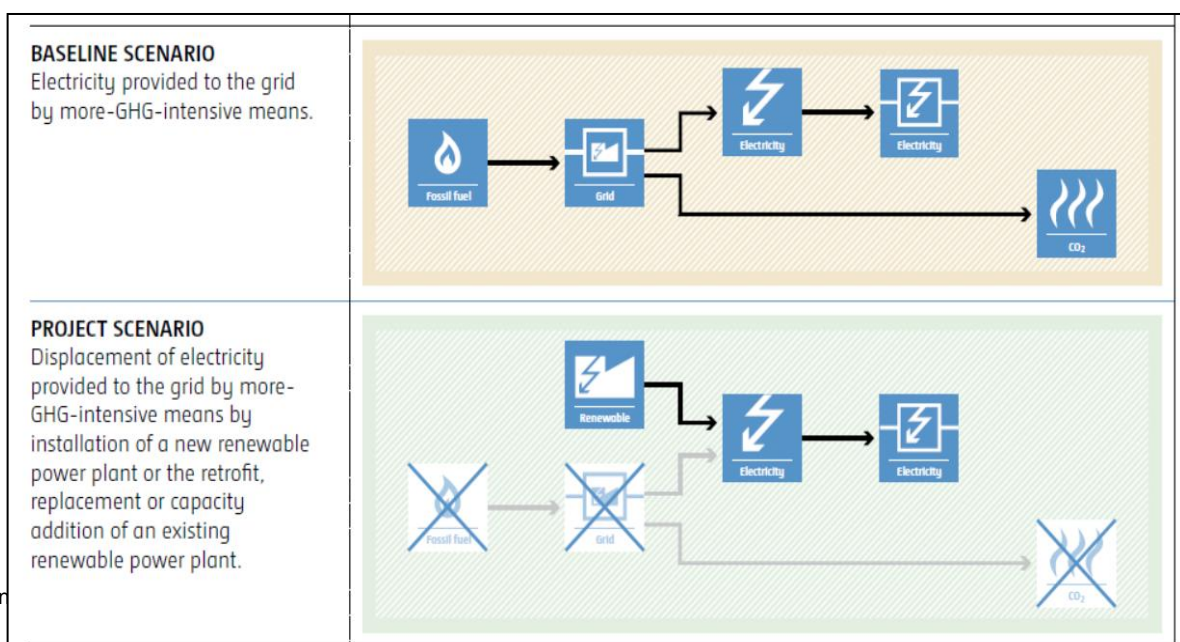 BASELINE SCENARIO
Electricity provided to the grid
by more-GHG-intensive means.
Fossil fuel
Grid
Electricity
Electricity
CO₂
PROJECT SCENARIO
Displacement of electricity
provided to the grid by more-
GHG-intensive means by
installation of a new renewable
power plant or the retrofit,
replacement or capacity
addition of an existing
renewable power plant.
Renewable
Electricity
Electricity
Fossil fuel
Grid
CO₂